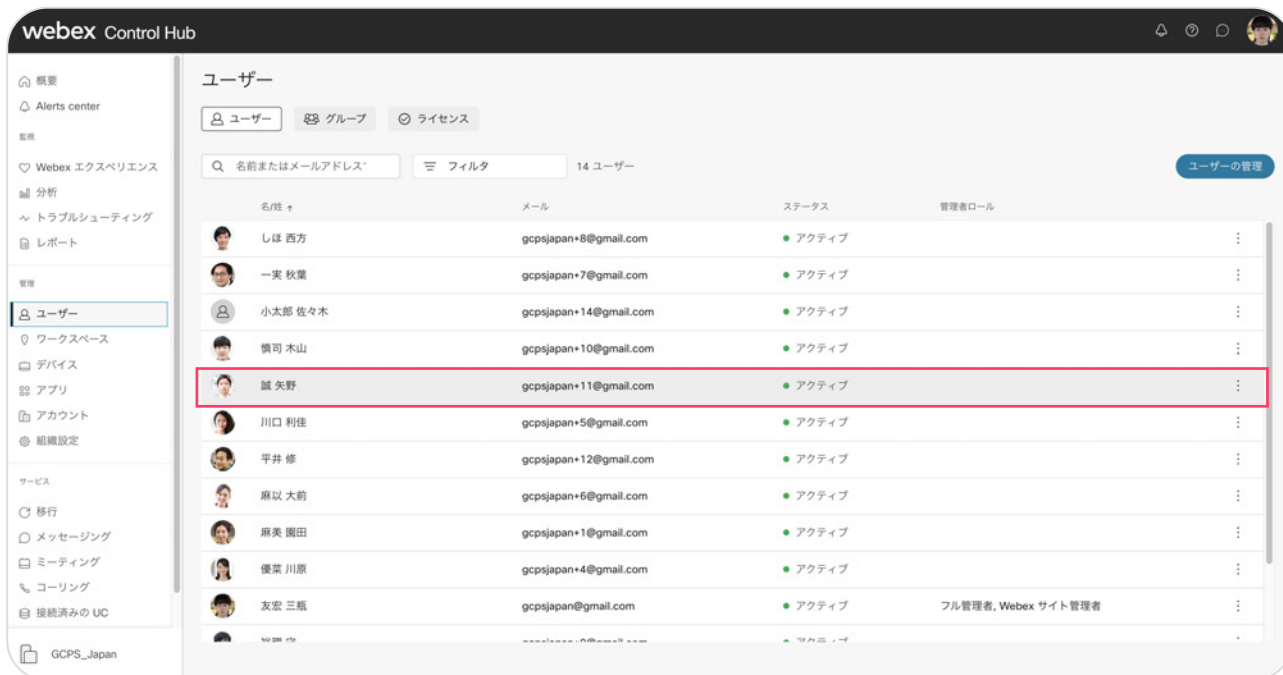 webex Control Hub
概要
Alerts center
監視
Webex エクスペリエンス
分析
トラブルシューティング
レポート
管理
ユーザー
ワークスペース
デバイス
アプリ
アカウント
組織設定
サービス
移行
メッセージング
ミーティング
コーリング
接続済みの UC
GCPS_Japan
ユーザー
ユーザー グループ ライセンス
名前またはメールアドレス フィルタ 14 ユーザー ユーザーの管理
名/姓 ↑ メール ステータス 管理者ロール
しほ 西方 gcpsjapan+8@gmail.com アクティブ
一実 秋葉 gcpsjapan+7@gmail.com アクティブ
小太郎 佐々木 gcpsjapan+14@gmail.com アクティブ
慎司 木山 gcpsjapan+10@gmail.com アクティブ
誠 矢野 gcpsjapan+11@gmail.com アクティブ
川口 利佳 gcpsjapan+5@gmail.com アクティブ
平井 修 gcpsjapan+12@gmail.com アクティブ
麻以 大前 gcpsjapan+6@gmail.com アクティブ
麻美 園田 gcpsjapan+1@gmail.com アクティブ
優菜 川原 gcpsjapan+4@gmail.com アクティブ
友宏 三瓶 gcpsjapan@gmail.com アクティブ フル管理者, Webex サイト管理者